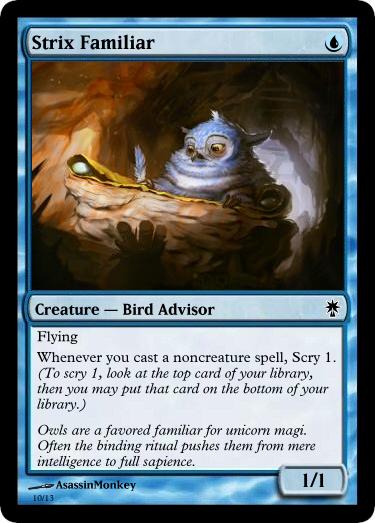 Strix Familiar
Creature — Bird Advisor
Flying
Whenever you cast a noncreature spell, Scry 1.
(To scry 1, look at the top card of your library,
then you may put that card on the bottom of your
library.)
Owls are a favored familiar for unicorn magi.
Often the binding ritual pushes them from mere
intelligence to full sapience.
1/1
AsassinMonkey
10/13